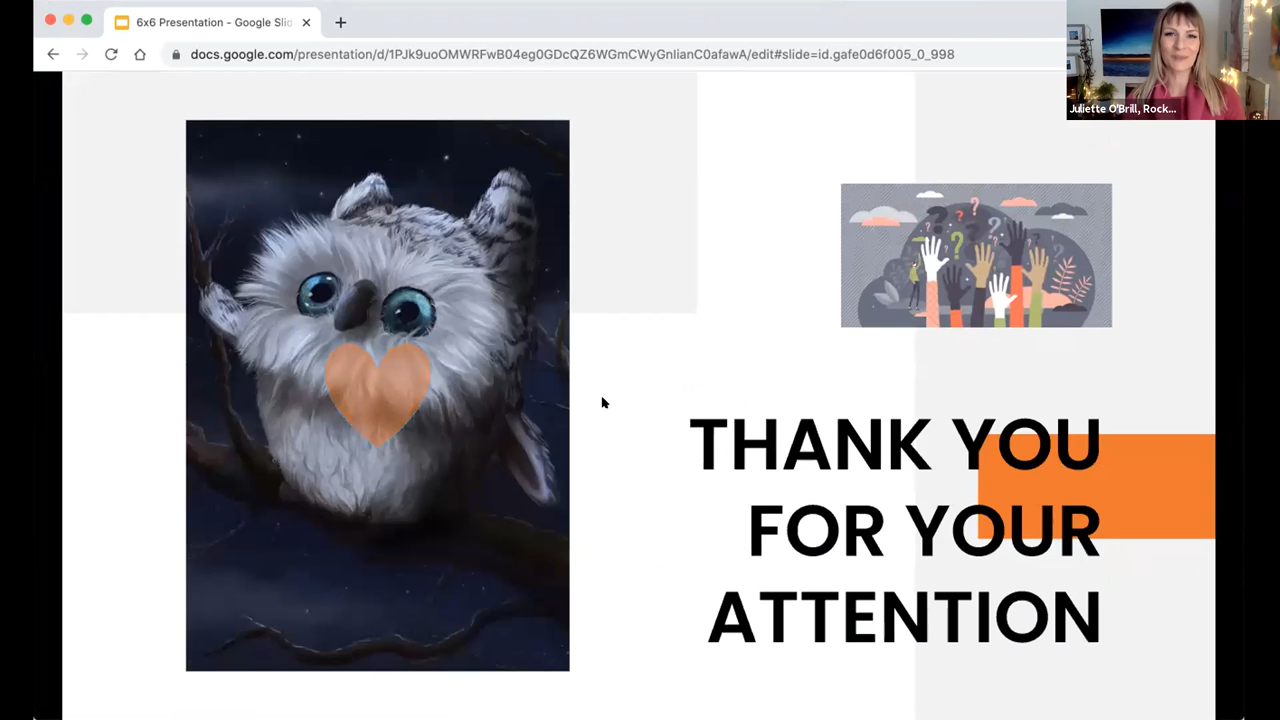 6x6 Presentation - Google Slid
docs.google.com/presentation/d/1PJk9uoOMWRFwB04eg0GDcQZ6WGmCWyGnlianC0afawA/edit#slide=id.gafe0d6f005_0_998
Juliette O'Brill, Rock...
THANK YOU
FOR YOUR
ATTENTION